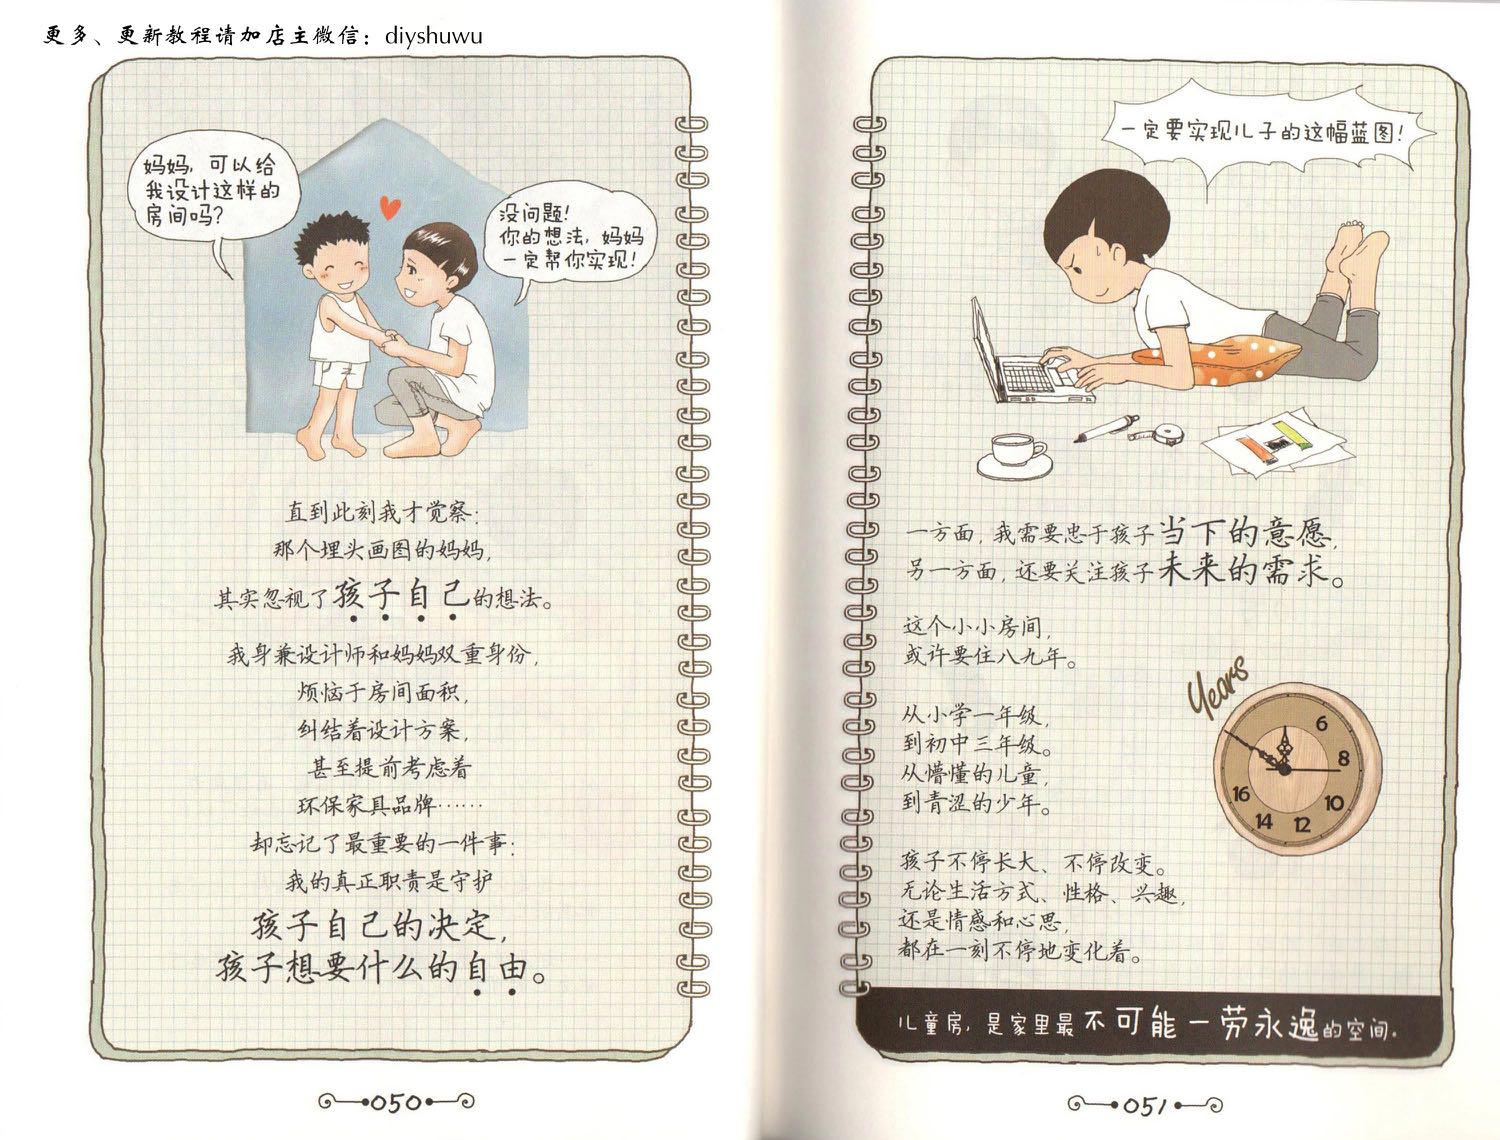 更多、更新教程请加店主微信：diyshuwu
妈妈，可以给
我设计这样的
房间吗？
没问题！
你的想法，妈妈
一定帮你实现！
直到此刻我才觉察：
那个埋头画图的妈妈，
其实忽视了孩子自己的想法。
我身兼设计师和妈妈双重身份，
烦恼于房间面积，
纠结着设计方案，
甚至提前考虑着
环保家具品牌……
却忘记了最重要的一件事：
我的真正职责是守护
孩子自己的决定，
孩子想要什么的自由。
050
一定要实现儿子的这幅蓝图！
一方面，我需要忠于孩子当下的意愿，
另一方面，还要关注孩子未来的需求。
这个小小房间，
或许要住八九年。
从小学一年级，
到初中三年级。
从懵懂的儿童，
到青涩的少年。
Years
6
8
10
12
14
16
孩子不停长大、不停改变。
无论生活方式、性格、兴趣，
还是情感和心思，
都在一刻不停地变化着。
儿童房，是家里最不可能一劳永逸的空间。
051